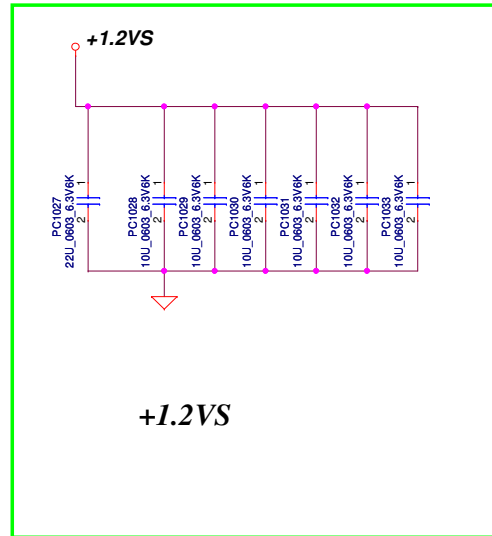 +1.2VS
PC1027
22U_0603_6.3V6K
1
2
PC1028
10U_0603_6.3V6K
1
2
PC1029
10U_0603_6.3V6K
1
2
PC1030
10U_0603_6.3V6K
1
2
PC1031
10U_0603_6.3V6K
1
2
PC1032
10U_0603_6.3V6K
1
2
PC1033
10U_0603_6.3V6K
1
2
+1.2VS